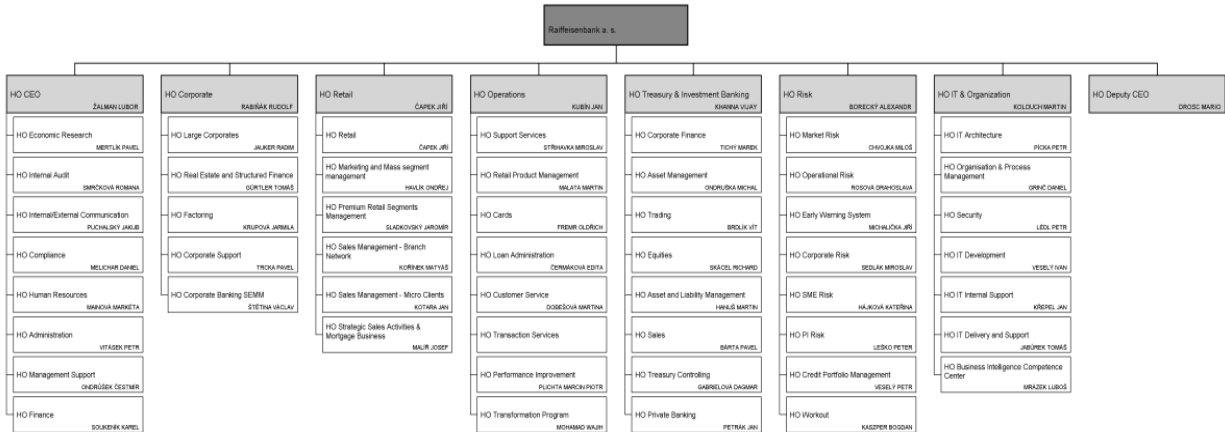 Raiffeisenbank a. s.
HO CEO
ŽALMAN LUBOR
HO Economic Research
MERTLÍK PAVEL
HO Internal Audit
SMRČKOVÁ ROMANA
HO Internal/External Communication
PUCHALSKÝ JAKUB
HO Compliance
MELICHAR DANIEL
HO Human Resources
MAINOVÁ MARKÉTA
HO Administration
VITÁSEK PETR
HO Management Support
ONDRŮŠEK ČESTMÍR
HO Finance
SOUKENÍK KAREL
HO Corporate
RABIŇÁK RUDOLF
HO Large Corporates
JAUKER RADIM
HO Real Estate and Structured Finance
GÜRTLER TOMÁŠ
HO Factoring
KRUPOVÁ JARMILA
HO Corporate Support
TRCKA PAVEL
HO Corporate Banking SEMM
ŠTĚTINA VÁCLAV
HO Retail
ČAPEK JIŘÍ
HO Retail
ČAPEK JIŘÍ
HO Marketing and Mass segment
management
HAVLÍK ONDŘEJ
HO Premium Retail Segments
Management
SLADKOVSKÝ JAROMÍR
HO Sales Management - Branch
Network
KOŘÍNEK MATYÁŠ
HO Sales Management - Micro Clients
KOTARA JAN
HO Strategic Sales Activities &
Mortgage Business
MALÍŘ JOSEF
HO Operations
KUBÍN JAN
HO Support Services
STŘIHAVKA MIROSLAV
HO Retail Product Management
MALATA MARTIN
HO Cards
FREMR OLDŘICH
HO Loan Administration
ČERMÁKOVÁ EDITA
HO Customer Service
DOBEŠOVÁ MARTINA
HO Transaction Services
HO Performance Improvement
PLICHTA MARCIN PIOTR
HO Transformation Program
MOHAMAD WAJIH
HO Treasury & Investment Banking
KHANNA VIJAY
HO Corporate Finance
TICHÝ MAREK
HO Asset Management
ONDRUŠKA MICHAL
HO Trading
BRDLÍK VÍT
HO Equities
SKÁCEL RICHARD
HO Asset and Liability Management
HANUŠ MARTIN
HO Sales
BÁRTA PAVEL
HO Treasury Controlling
GABRIELOVÁ DAGMAR
HO Private Banking
PETRÁK JAN
HO Risk
BORECKÝ ALEXANDR
HO Market Risk
CHVOJKA MILOŠ
HO Operational Risk
ROSOVÁ DRAHOSLAVA
HO Early Warning System
MICHALIČKA JIŘÍ
HO Corporate Risk
SEDLÁK MIROSLAV
HO SME Risk
HÁJKOVÁ KATEŘINA
HO PI Risk
LEŠKO PETER
HO Credit Portfolio Management
VESELÝ PETR
HO Workout
KASZPER BOGDAN
HO IT & Organization
KOLOUCH MARTIN
HO IT Architecture
PÍCKA PETR
HO Organisation & Process
Management
GRINČ DANIEL
HO Security
LÉDL PETR
HO IT Development
VESELÝ IVAN
HO IT Internal Support
KŘEPEL JAN
HO IT Delivery and Support
JABŮREK TOMÁŠ
HO Business Intelligence Competence
Center
MRÁZEK LUBOŠ
HO Deputy CEO
DROSC MARIO